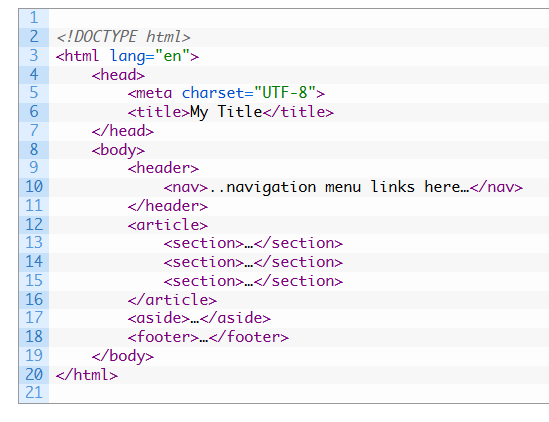 1
2 <!DOCTYPE html>
3 <html lang="en">
4 <head>
5 <meta charset="UTF-8">
6 <title>My Title</title>
7 </head>
8 <body>
9 <header>
10 <nav>..navigation menu links here…</nav>
11 </header>
12 <article>
13 <section>…</section>
14 <section>…</section>
15 <section>…</section>
16 </article>
17 <aside>…</aside>
18 <footer>…</footer>
19 </body>
20 </html>
21